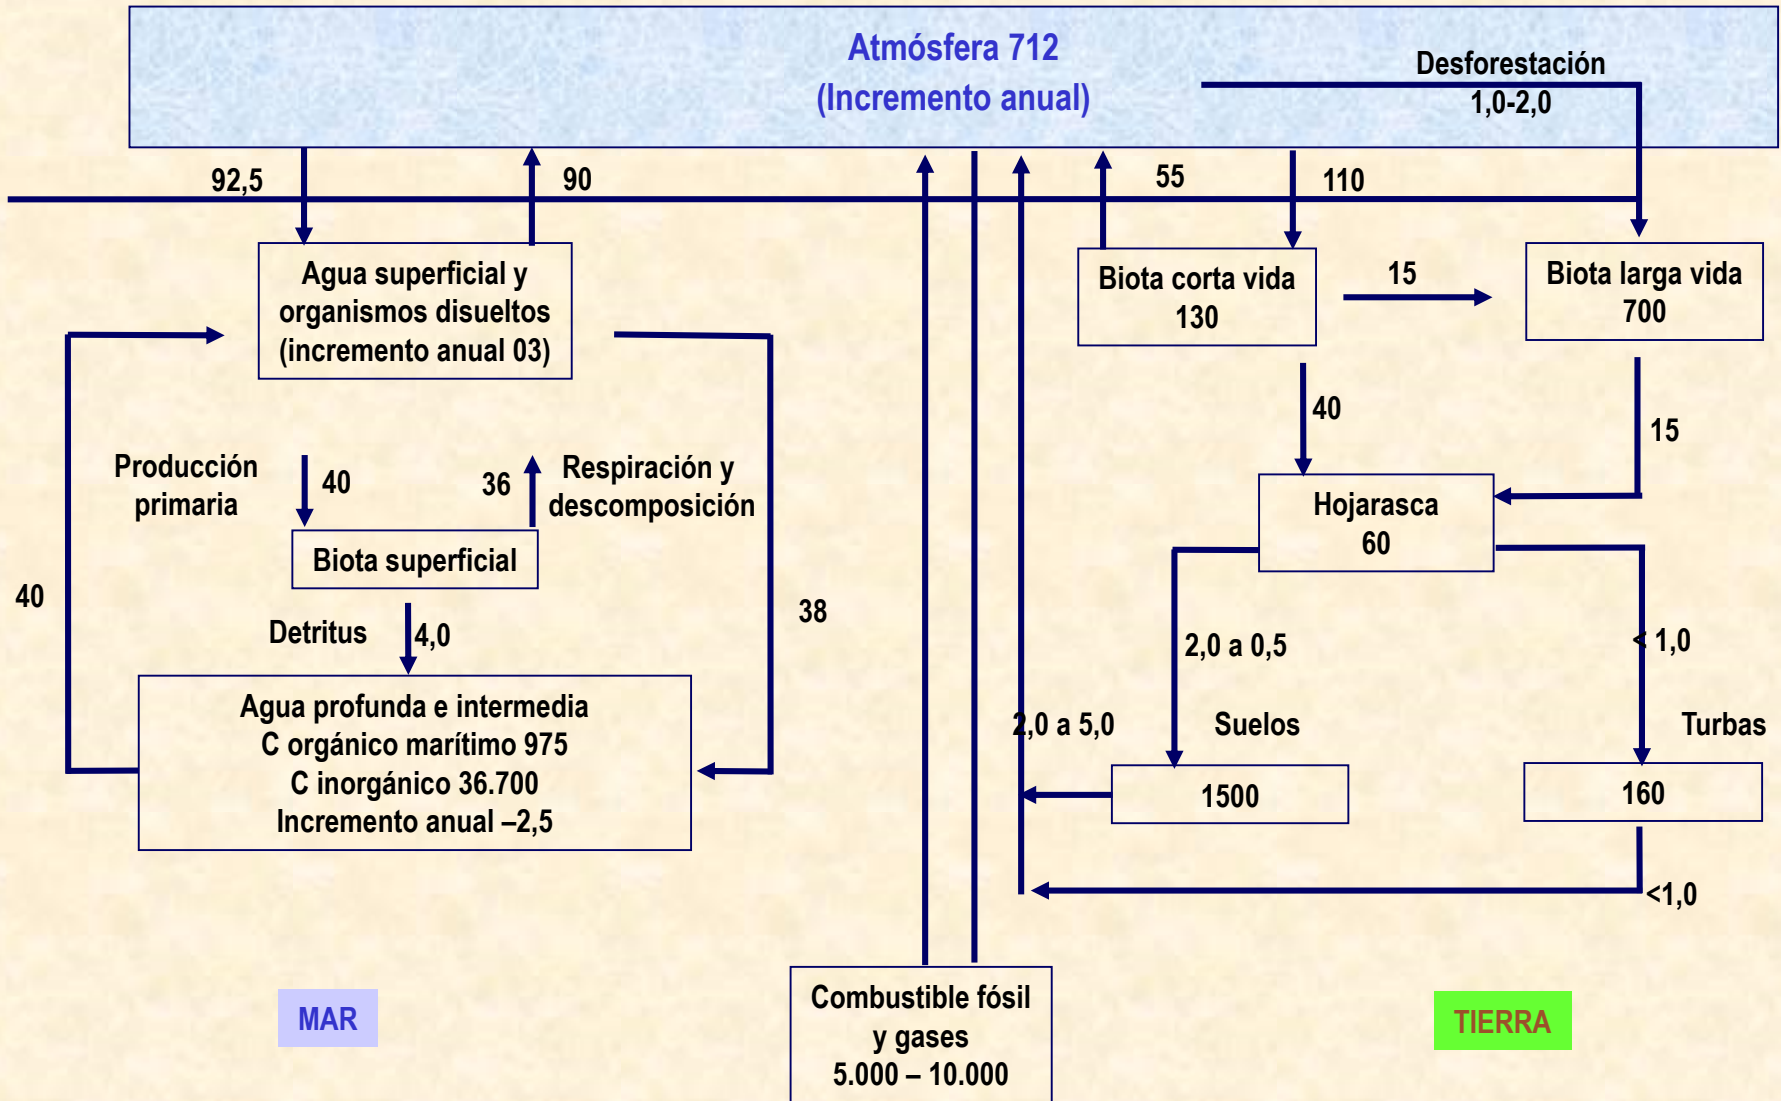 Atmósfera 712
(Incremento anual)
Desforestación
1,0-2,0
92,5
90
55
110
Agua superficial y
organismos disueltos
(incremento anual 03)
Biota corta vida
130
15
Biota larga vida
700
40
15
Producción
primaria
40
36
Respiración y
descomposición
Hojarasca
60
Biota superficial
40
38
Detritus
4,0
2,0 a 0,5
< 1,0
Agua profunda e intermedia
C orgánico marítimo 975
C inorgánico 36.700
Incremento anual –2,5
2,0 a 5,0
Suelos
Turbas
1500
160
<1,0
MAR
Combustible fósil
y gases
5.000 – 10.000
TIERRA